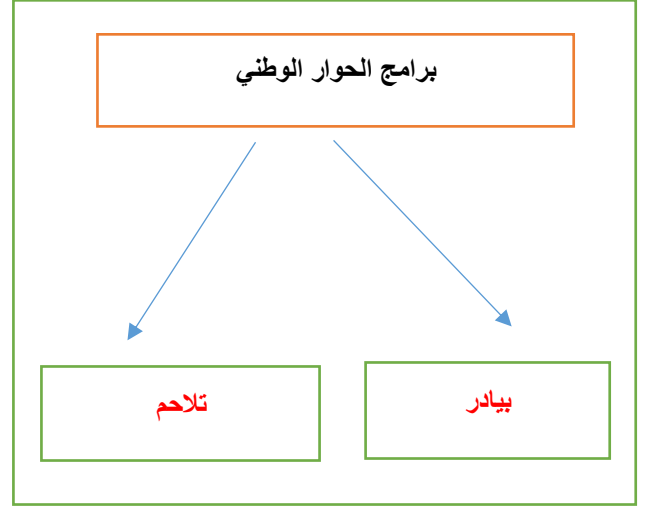 برامج الحوار الوطني
بيادر
تلاحم